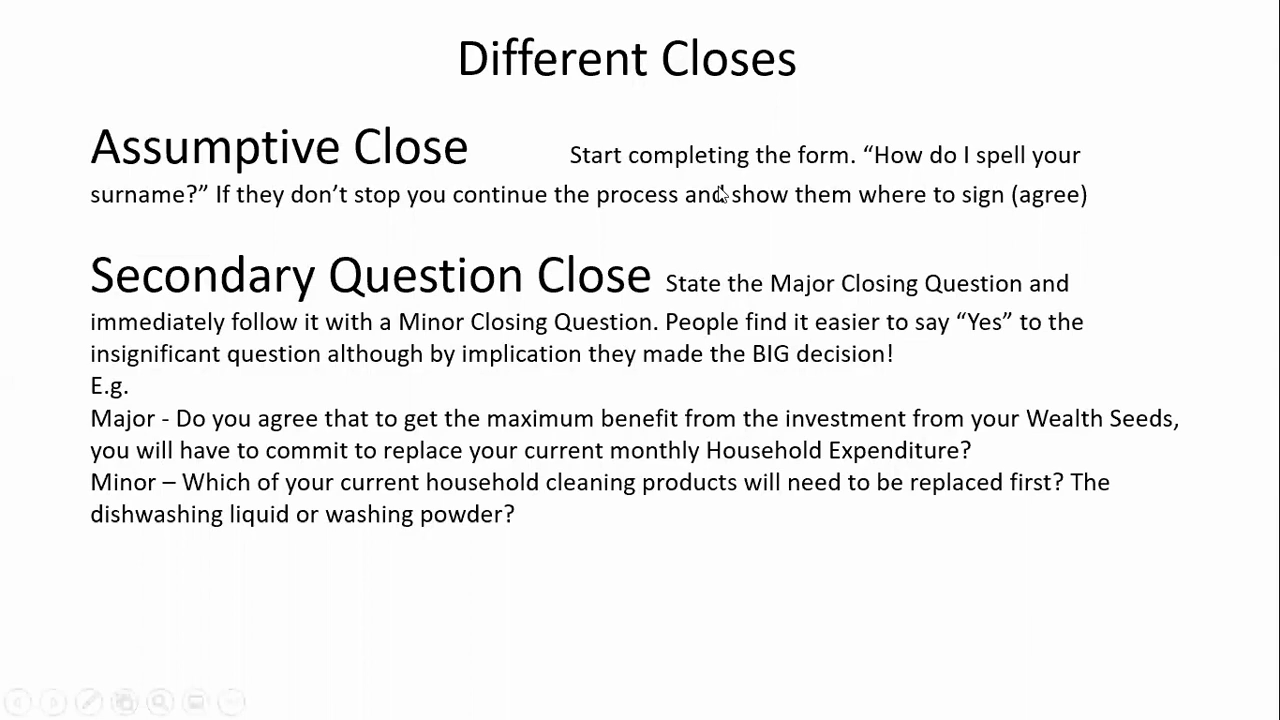 Different Closes
Assumptive Close Start completing the form. “How do I spell your
surname?” If they don’t stop you continue the process and show them where to sign (agree)
Secondary Question Close State the Major Closing Question and
immediately follow it with a Minor Closing Question. People find it easier to say “Yes” to the
insignificant question although by implication they made the BIG decision!
E.g.
Major - Do you agree that to get the maximum benefit from the investment from your Wealth Seeds,
you will have to commit to replace your current monthly Household Expenditure?
Minor – Which of your current household cleaning products will need to be replaced first? The
dishwashing liquid or washing powder?